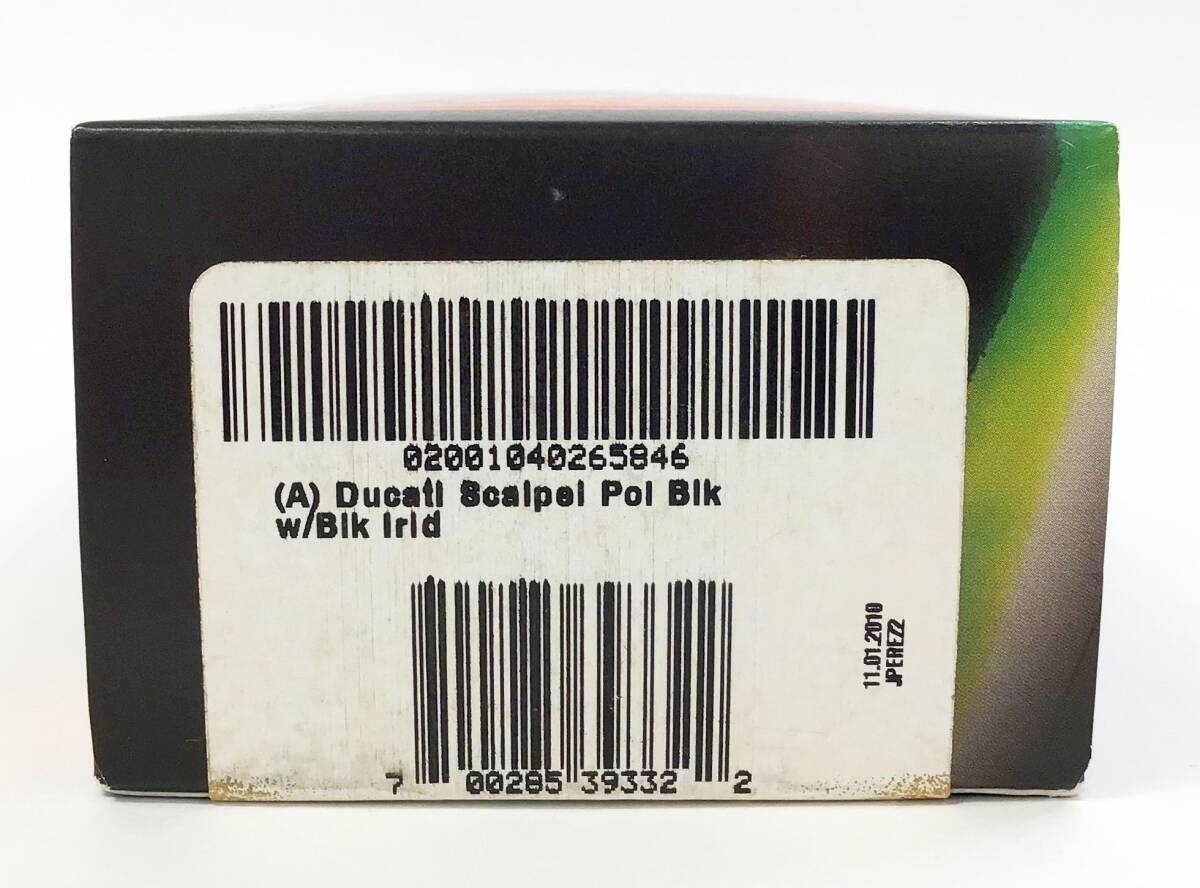 02001040265846
(A) Ducati Scalpel Pol Blk
w/Blk Irid
7 00285 39332 2
11.01.2010
JPEREZ2